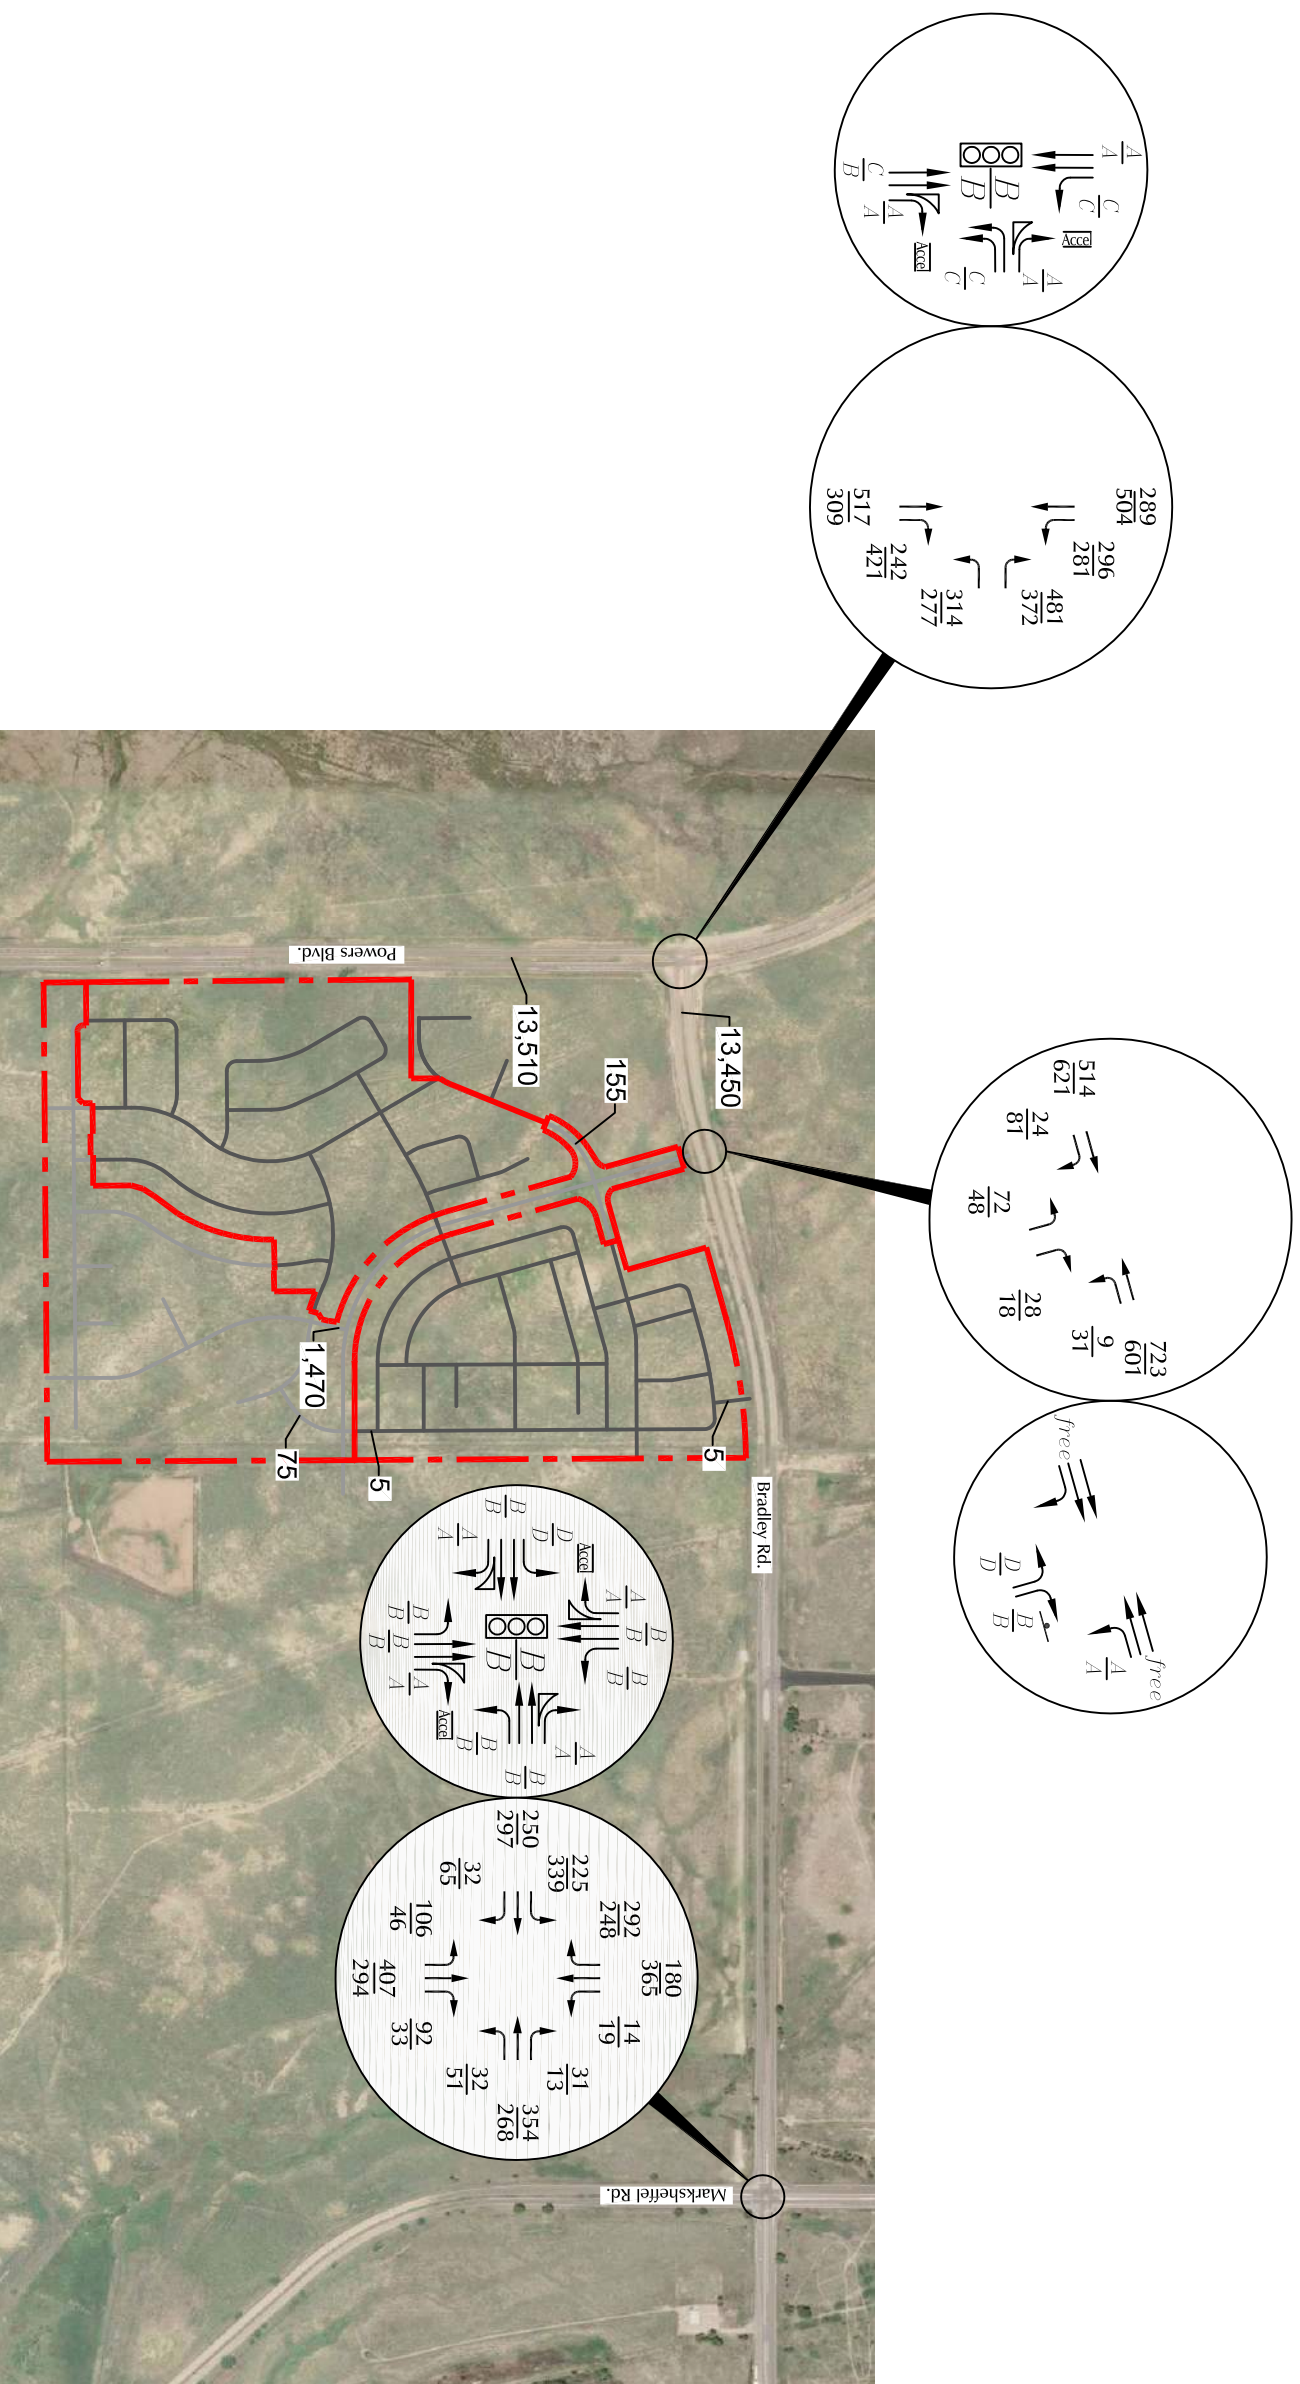 A
A
C
C
C
B
A
A
B
B
Acce
Acce
C
C
A
A
289
504
296
281
481
372
517
309
242
421
314
277
Powers Blvd.
13,510
13,450
155
1,470
75
5
5
Bradley Rd.
514
621
24
81
72
48
28
18
9
31
723
601
free
D
D
B
B
A
A
free
B
B
A
A
D
D
Acce
A
A
B
B
B
B
B
B
B
B
B
B
A
A
Acce
B
B
B
B
A
A
250
297
225
339
32
65
292
248
180
365
106
46
407
294
14
19
92
33
32
51
31
13
354
268
Marksheffel Rd.